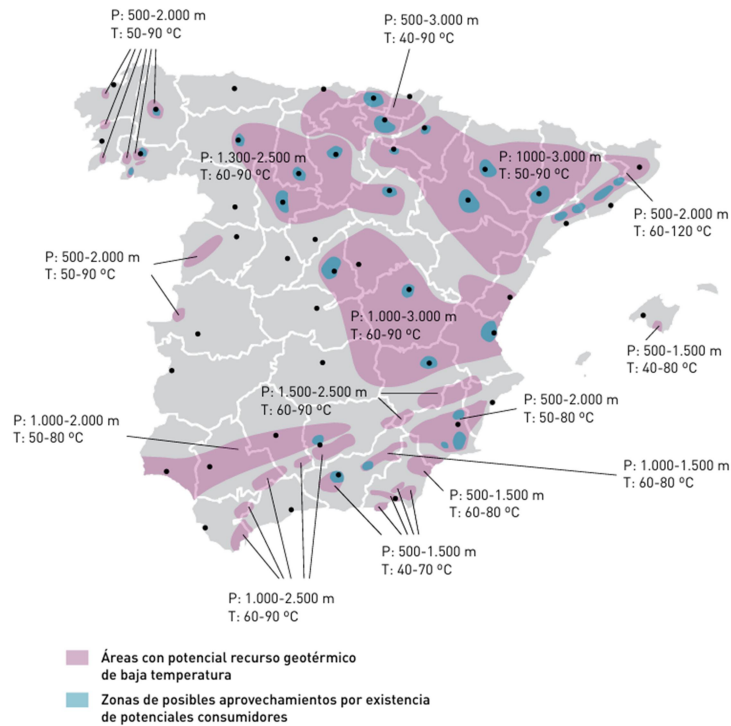 P: 500-2.000 m
T: 50-90 ºC
P: 500-3.000 m
T: 40-90 ºC
P: 1.300-2.500 m
T: 60-90 ºC
P: 1000-3.000 m
T: 50-90 ºC
P: 500-2.000 m
T: 60-120 ºC
P: 500-2.000 m
T: 50-90 ºC
P: 1.000-3.000 m
T: 60-90 ºC
P: 500-1.500 m
T: 40-80 ºC
P: 1.500-2.500 m
T: 60-90 ºC
P: 500-2.000 m
T: 50-80 ºC
P: 1.000-2.000 m
T: 50-80 ºC
P: 1.000-1.500 m
T: 60-80 ºC
P: 500-1.500 m
T: 60-80 ºC
P: 500-1.500 m
T: 40-70 ºC
P: 1.000-2.500 m
T: 60-90 ºC
Áreas con potencial recurso geotérmico
de baja temperatura
Zonas de posibles aprovechamientos por existencia
de potenciales consumidores